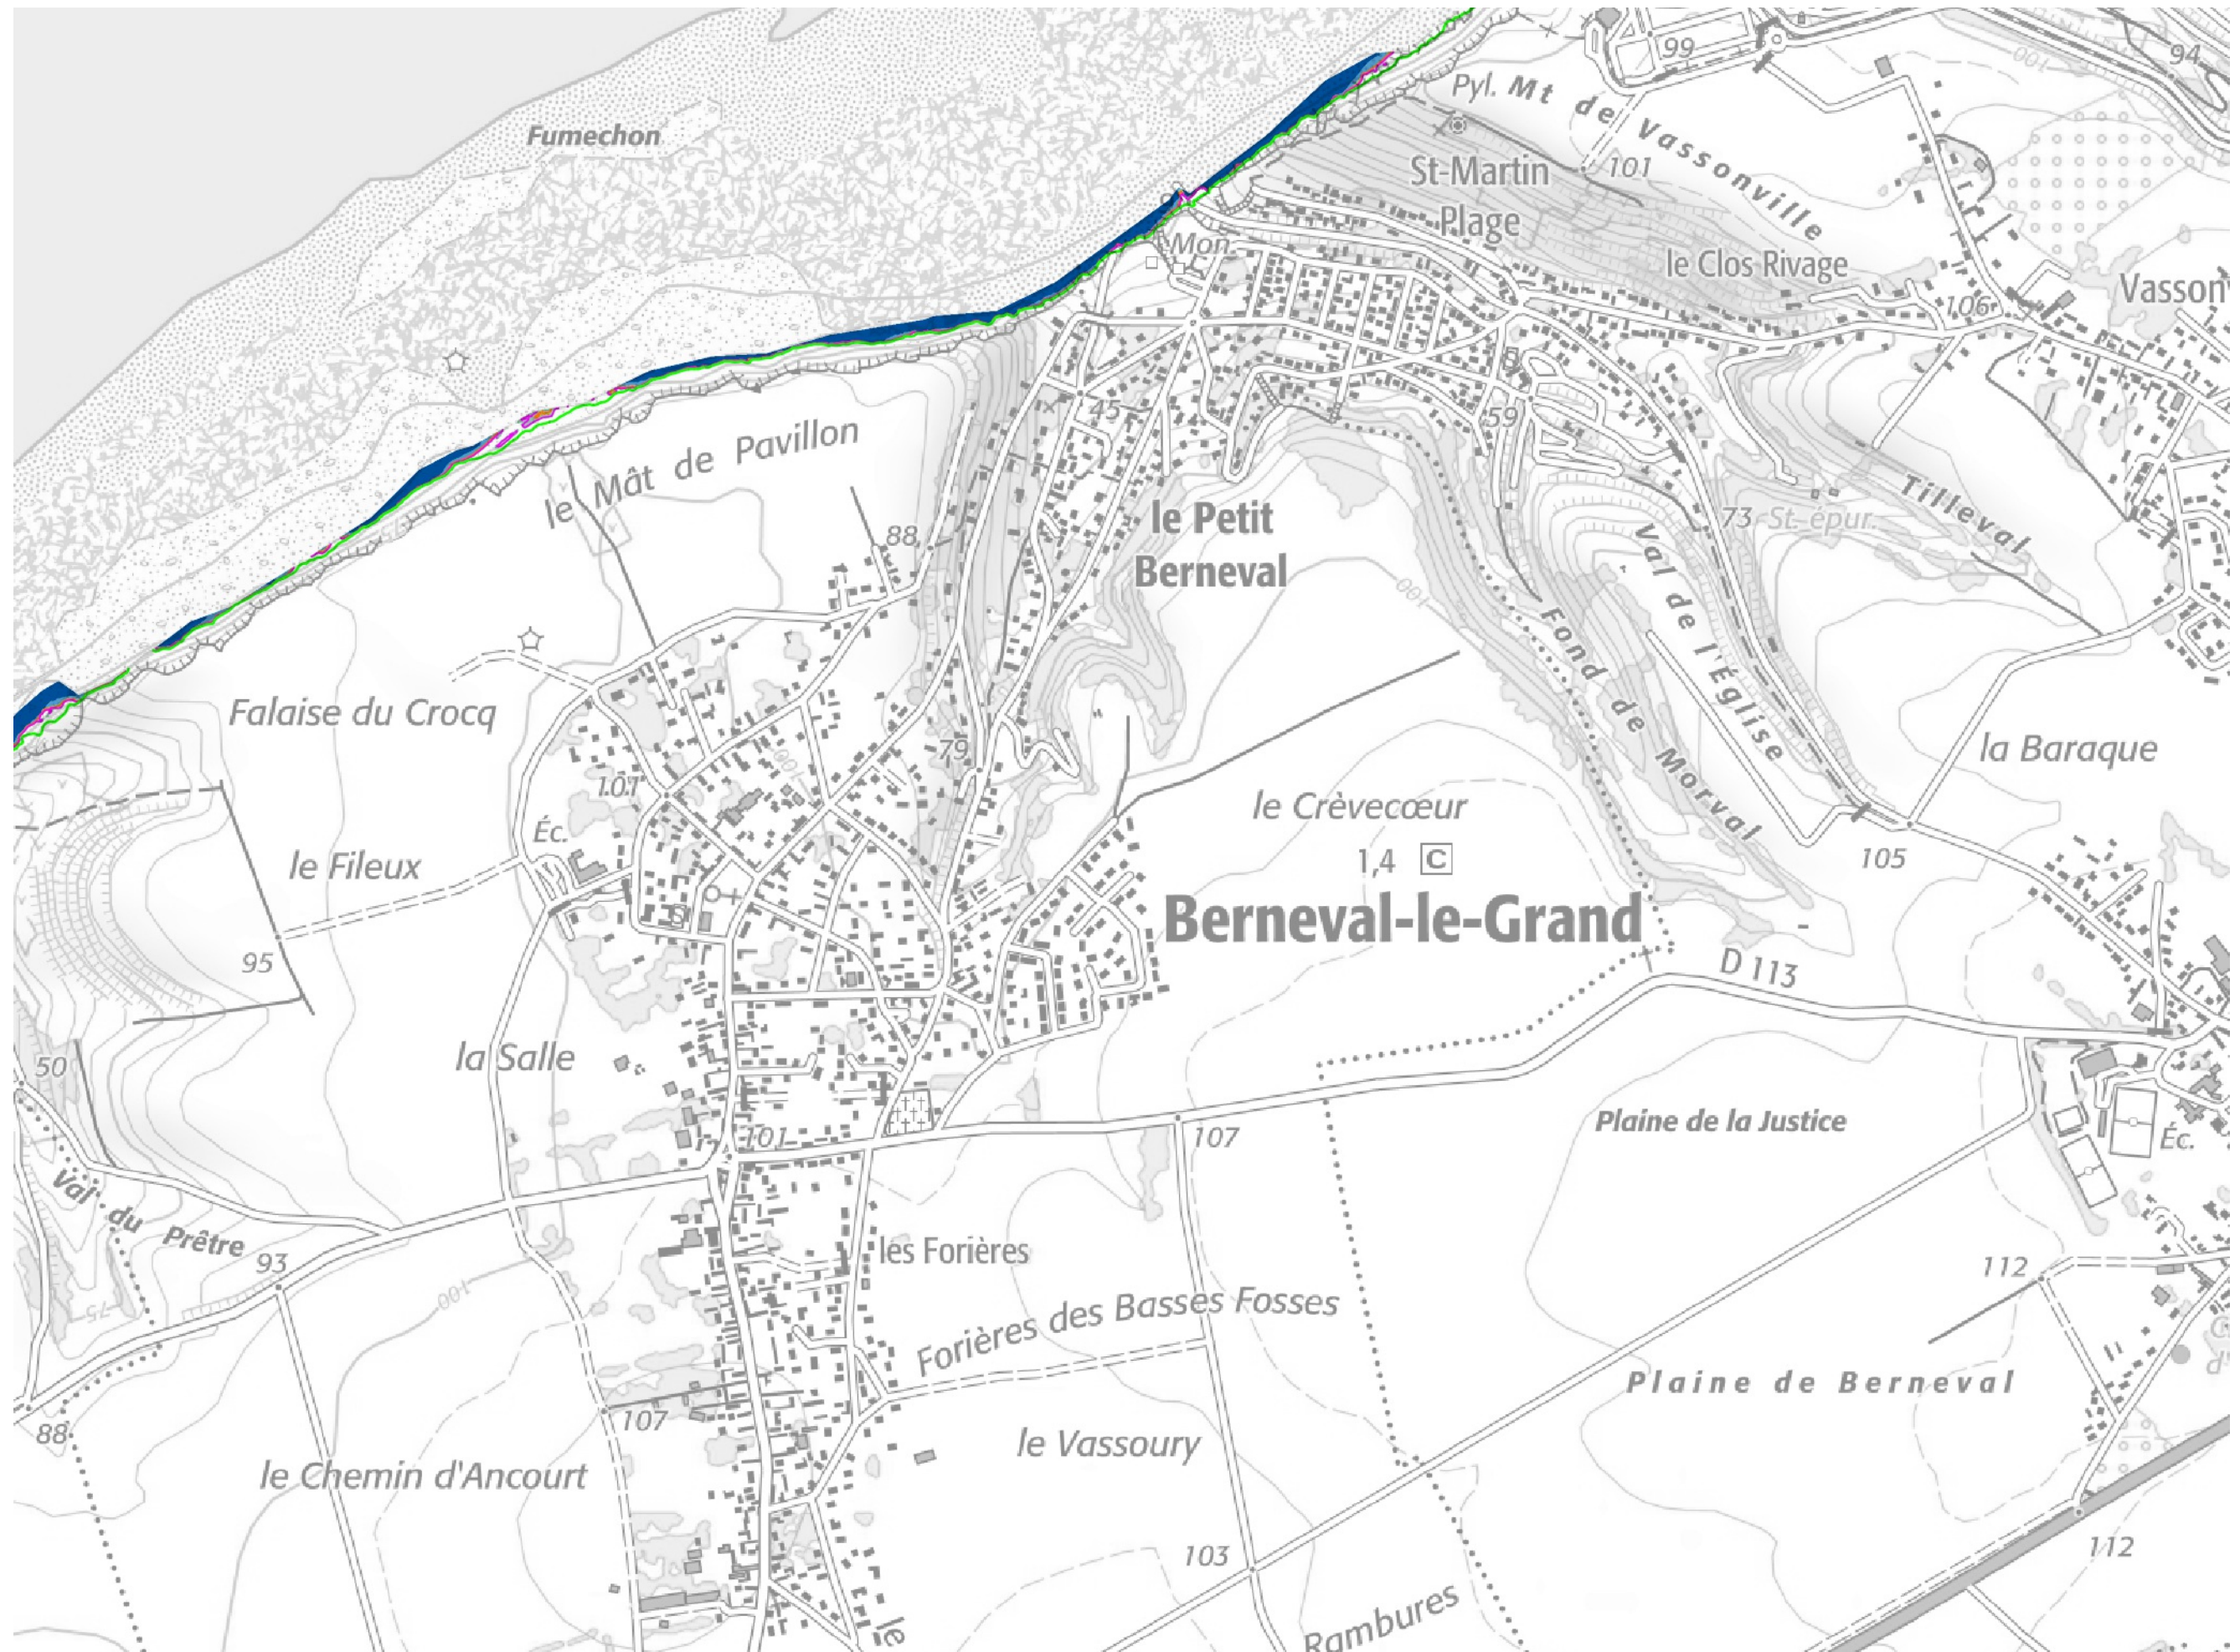 99
94
100
Fumechon
Pyl.
Mt de Vassonville
101
St-Martin
Plage
Mon
le Clos Rivage
106
Vasson
45
59
le Mât de Pavillon
88
le Petit
Berneval
73
St. épur.
Tilleval
Val de l'Église
Fond de Morval
100
Falaise du Crocq
79
100
101
la Baraque
le Crèvecœur
Éc.
le Fileux
1,4 C
105
S
Berneval-le-Grand
95
D 113
50
la Salle
101
107
Plaine de la Justice
Éc.
Val du Prêtre
93
les Forières
112
75
100
Forières des Basses Fosses
Plaine de Berneval
88
107
le Vassoury
le Chemin d'Ancourt
103
112
le
Rambures